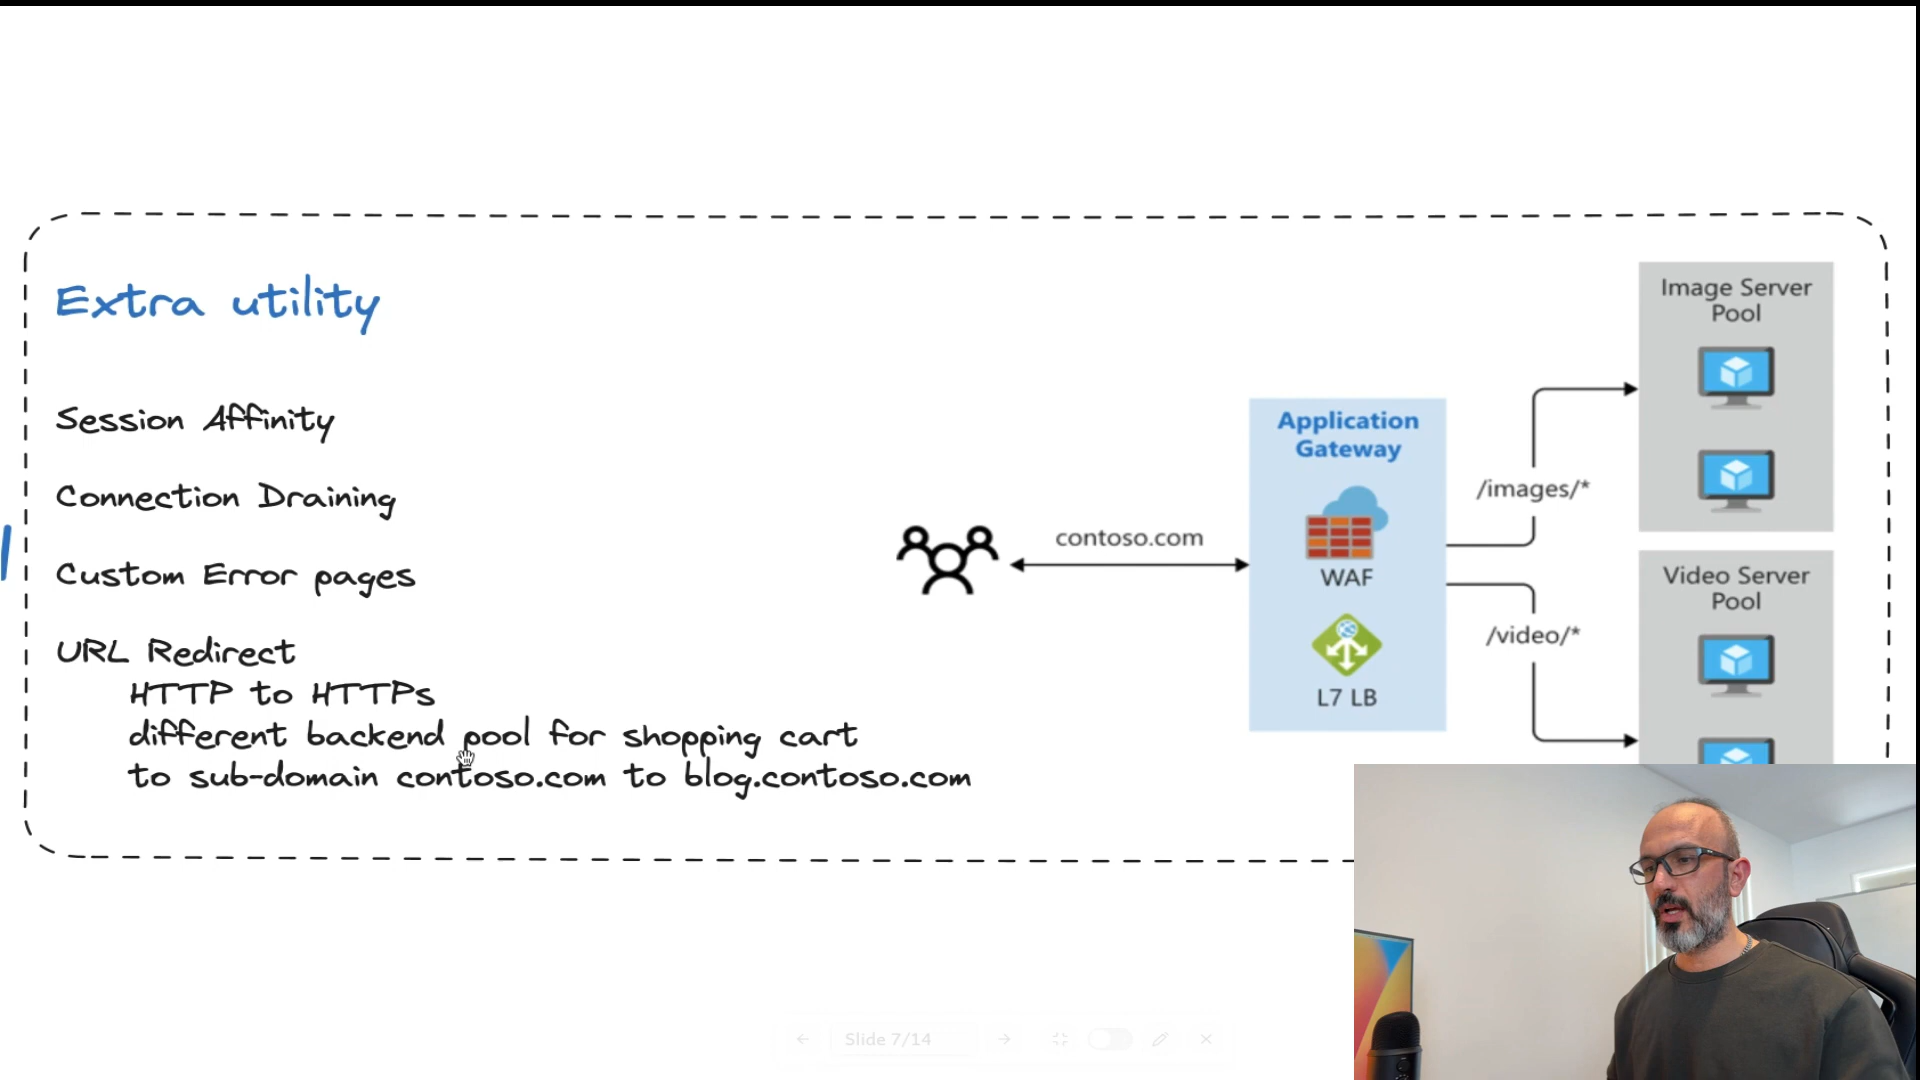 Extra utility
Session Affinity
Connection Draining
Custom Error pages
URL Redirect
HTTP to HTTPs
different backend pool for shopping cart
to sub-domain contoso.com to blog.contoso.com
contoso.com
Application
Gateway
WAF
L7 LB
/images/*
/video/*
Image Server
Pool
Video Server
Pool
Slide 7/14